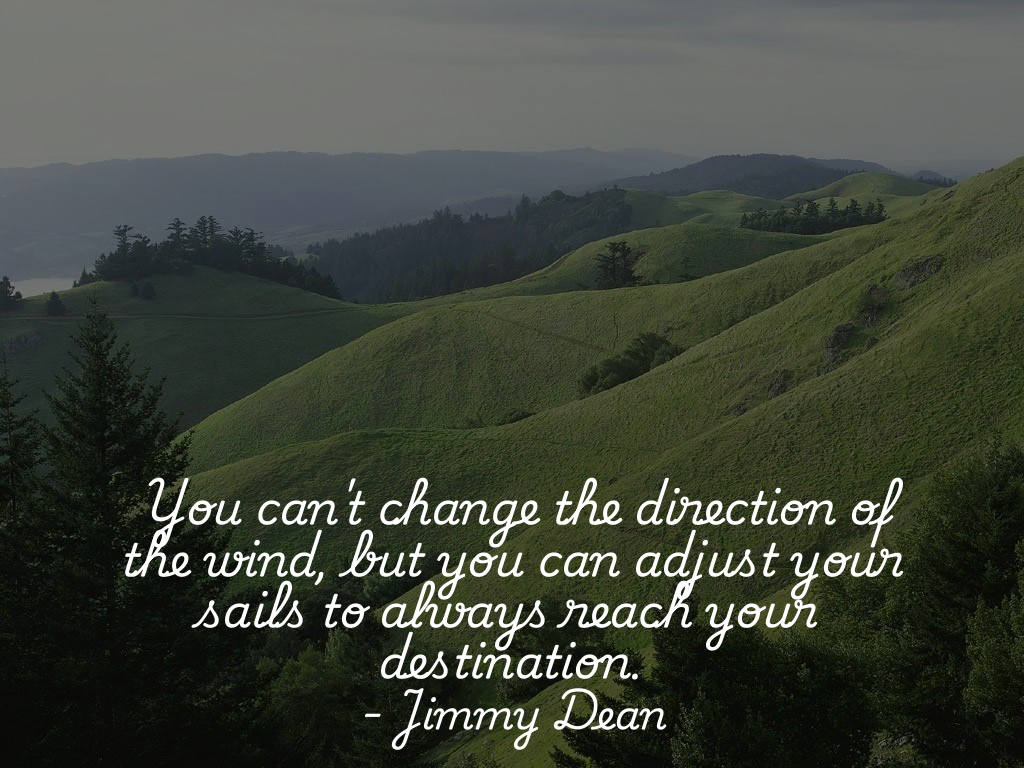 You can't change the direction of
the wind, but you can adjust your
sails to always reach your
destination.
- Jimmy Dean